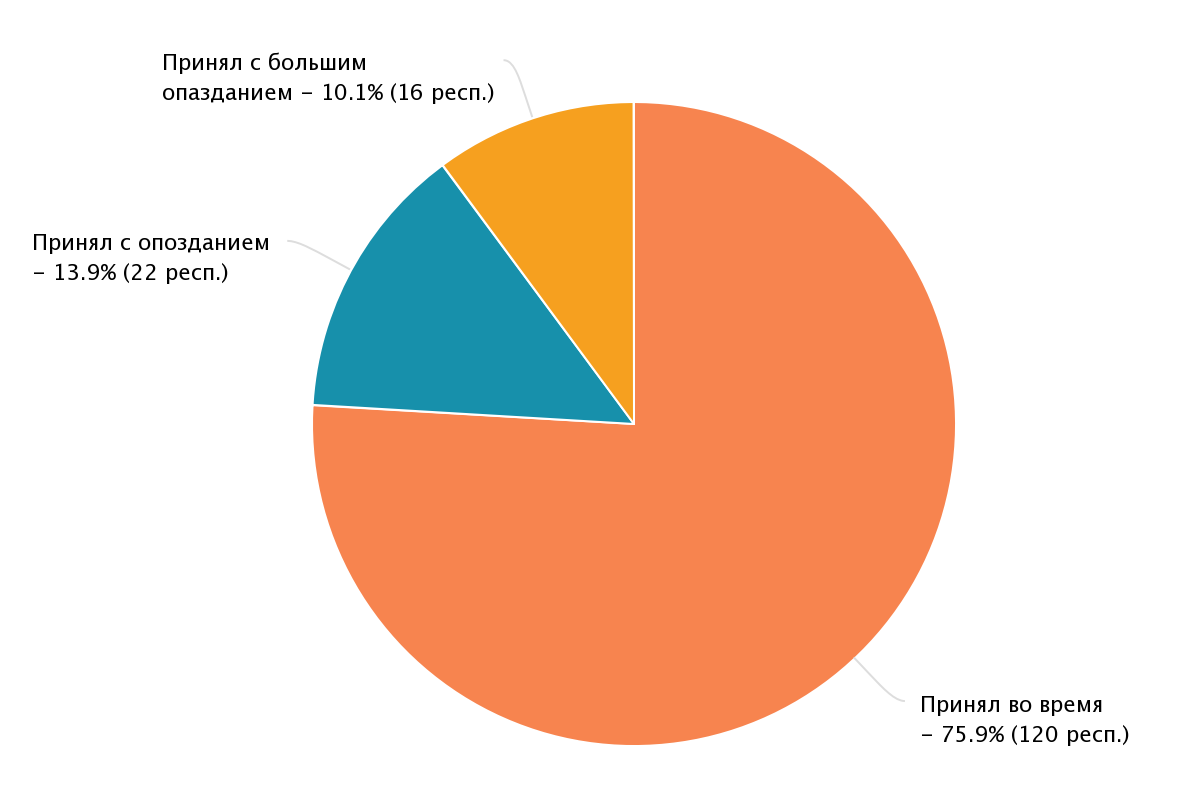 Принял с большим
опазданием – 10.1% (16 респ.)
Принял с опозданием
– 13.9% (22 респ.)
Принял во время
– 75.9% (120 респ.)